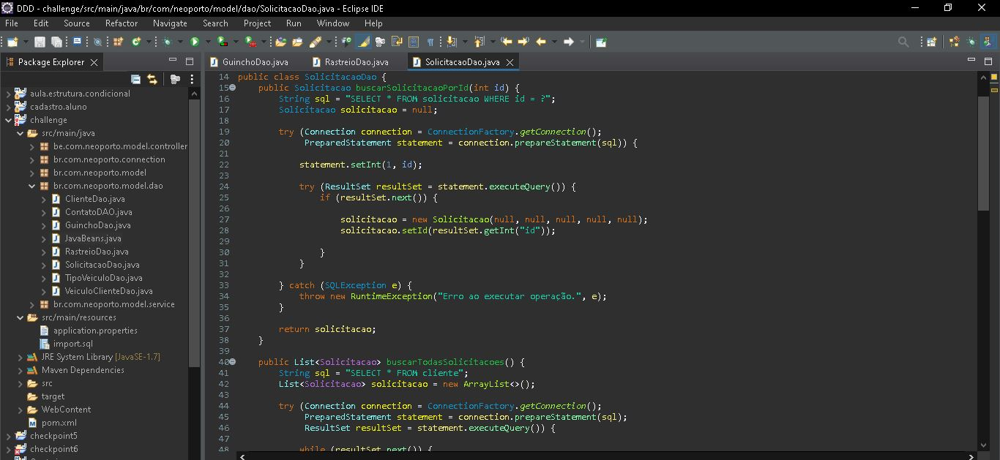 DDD - challenge/src/main/java/br/com/neoporto/model/dao/SolicitacaoDao.java - Eclipse IDE
File Edit Source Refactor Navigate Search Project Run Window Help
Package Explorer
GuinchoDao.java RastreioDao.java SolicitacaoDao.java
aula.estrutura.condicional
cadastro.aluno
challenge
src/main/java
be.com.neoporto.model.controller
br.com.neoporto.connection
br.com.neoporto.model
br.com.neoporto.model.dao
ClienteDao.java
ContatoDAO.java
GuinchoDao.java
JavaBeans.java
RastreioDao.java
SolicitacaoDao.java
TipoVeiculoDao.java
VeiculoClienteDao.java
br.com.neoporto.model.service
src/main/resources
application.properties
import.sql
JRE System Library [JavaSE-1.7]
Maven Dependencies
src
target
WebContent
pom.xml
checkpoint5
checkpoint6
14 public class SolicitacaoDao {
15 public Solicitacao buscarSolicitacaoPorId(int id) {
16 String sql = "SELECT * FROM solicitacao WHERE id = ?";
17 Solicitacao solicitacao = null;
18
19 try (Connection connection = ConnectionFactory.getConnection();
20 PreparedStatement statement = connection.prepareStatement(sql)) {
21
22 statement.setInt(1, id);
23
24 try (ResultSet resultSet = statement.executeQuery()) {
25 if (resultSet.next()) {
26
27 solicitacao = new Solicitacao(null, null, null, null, null);
28 solicitacao.setId(resultSet.getInt("id"));
29
30 }
31 }
32
33 } catch (SQLException e) {
34 throw new RuntimeException("Erro ao executar operação.", e);
35 }
36
37 return solicitacao;
38 }
39
40 public List<Solicitacao> buscarTodasSolicitacoes() {
41 String sql = "SELECT * FROM cliente";
42 List<Solicitacao> solicitacao = new ArrayList<>();
43
44 try (Connection connection = ConnectionFactory.getConnection();
45 PreparedStatement statement = connection.prepareStatement(sql);
46 ResultSet resultSet = statement.executeQuery()) {
47
48 while (resultSet.next()) {